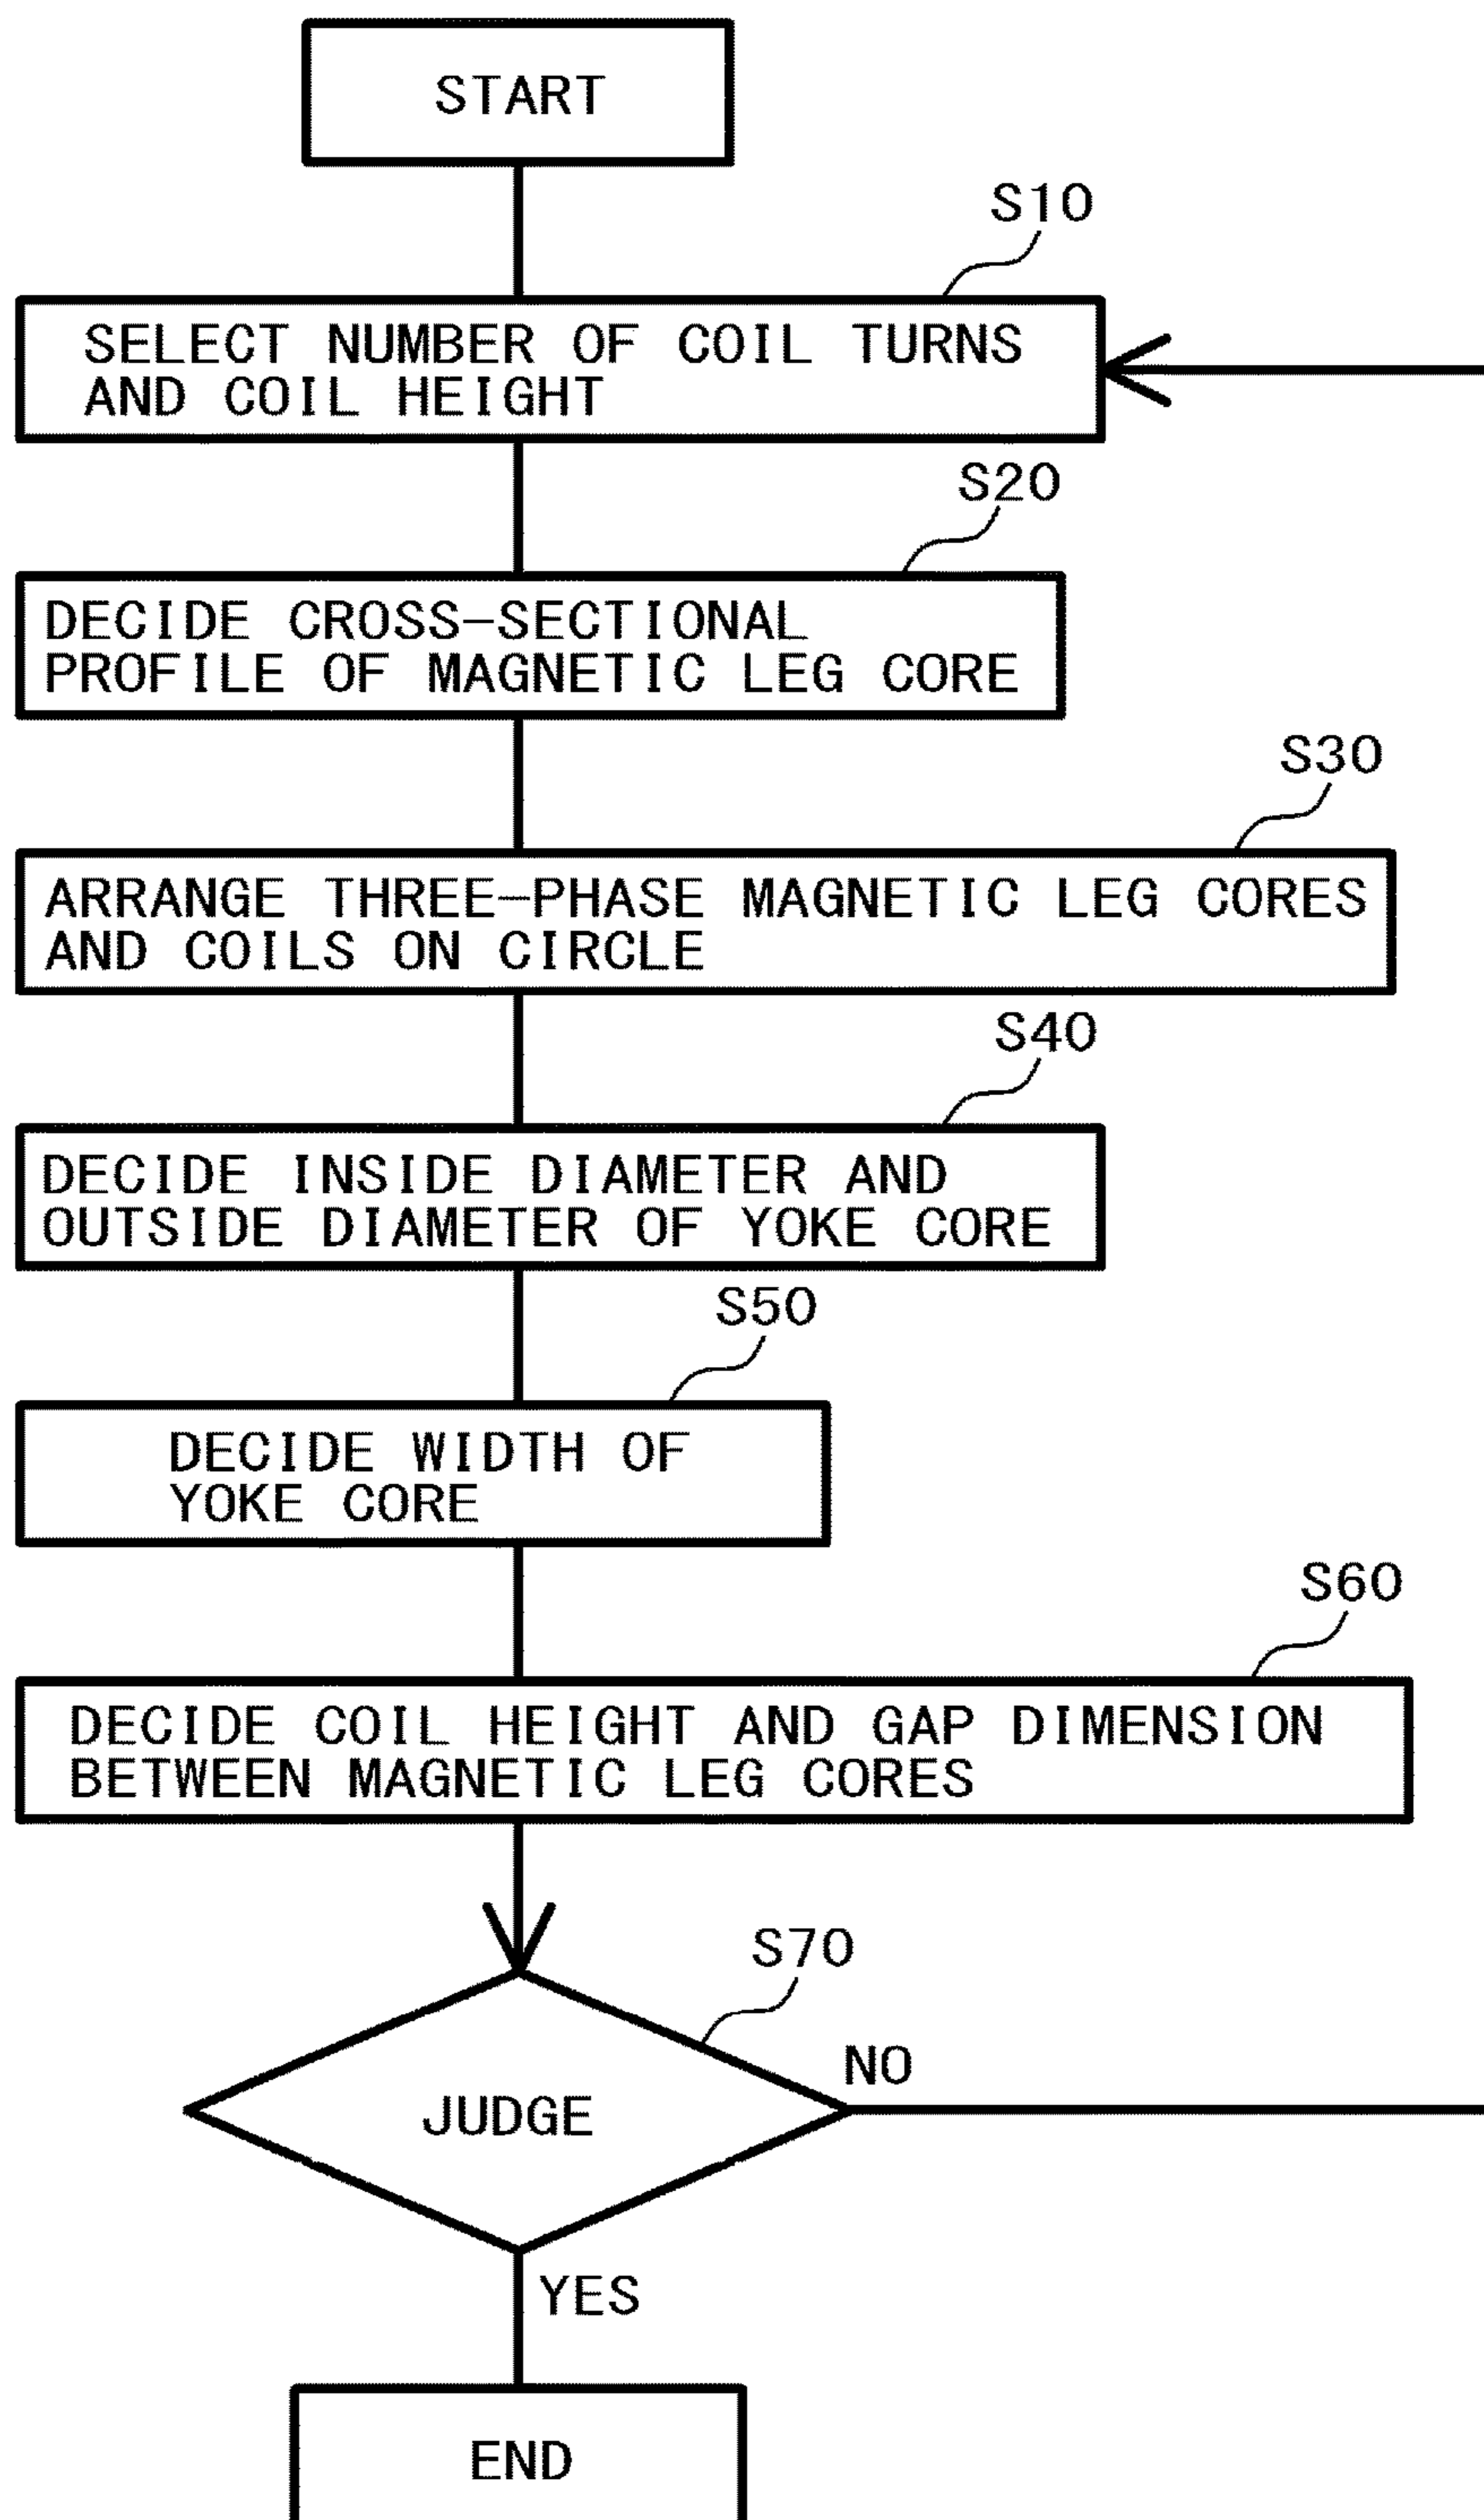 START
S10
SELECT NUMBER OF COIL TURNS
AND COIL HEIGHT
S20
DECIDE CROSS-SECTIONAL
PROFILE OF MAGNETIC LEG CORE
S30
ARRANGE THREE-PHASE MAGNETIC LEG CORES
AND COILS ON CIRCLE
S40
DECIDE INSIDE DIAMETER AND
OUTSIDE DIAMETER OF YOKE CORE
S50
DECIDE WIDTH OF
YOKE CORE
S60
DECIDE COIL HEIGHT AND GAP DIMENSION
BETWEEN MAGNETIC LEG CORES
S70
NO
JUDGE
YES
END